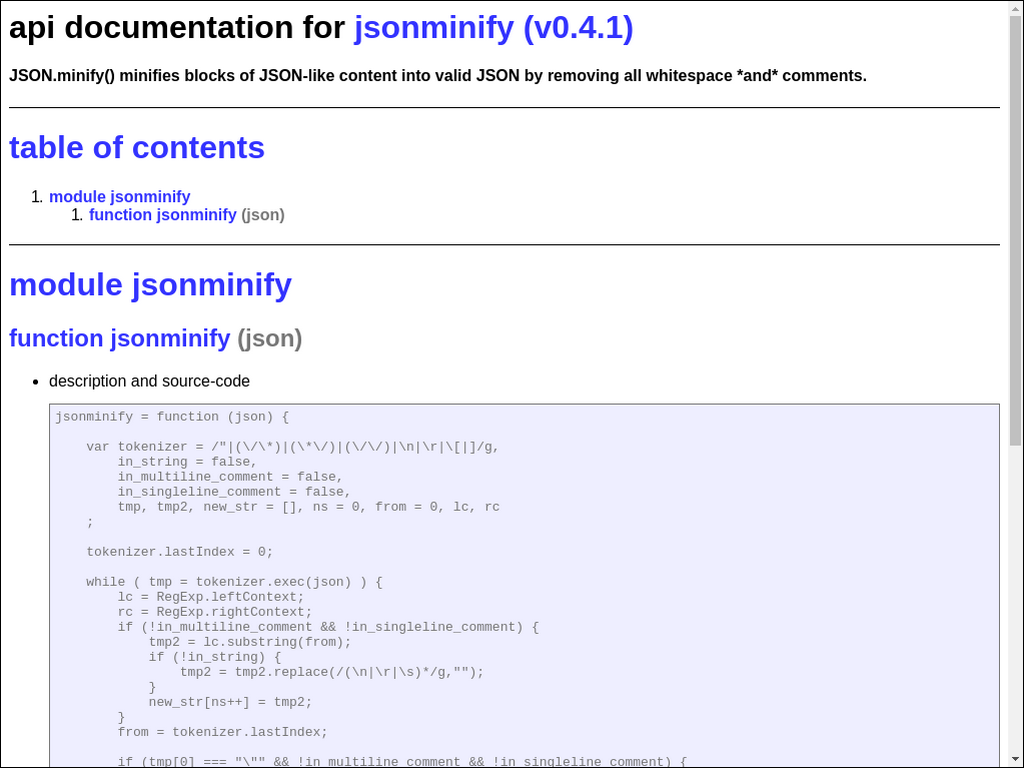 api documentation for jsonminify (v0.4.1)
JSON.minify() minifies blocks of JSON-like content into valid JSON by removing all whitespace *and* comments.
table of contents
1. module jsonminify
1. function jsonminify (json)
module jsonminify
function jsonminify (json)
• description and source-code
jsonminify = function (json) {
    var tokenizer = /"|(\/\*)|(\*\/)|(\/\/)|\n|\r|\[|]/g,
        in_string = false,
        in_multiline_comment = false,
        in_singleline_comment = false,
        tmp, tmp2, new_str = [], ns = 0, from = 0, lc, rc
    ;
    tokenizer.lastIndex = 0;
    while ( tmp = tokenizer.exec(json) ) {
        lc = RegExp.leftContext;
        rc = RegExp.rightContext;
        if (!in_multiline_comment && !in_singleline_comment) {
            tmp2 = lc.substring(from);
            if (!in_string) {
                tmp2 = tmp2.replace(/(\n|\r|\s)*/g,"");
            }
            new_str[ns++] = tmp2;
        }
        from = tokenizer.lastIndex;
        if (tmp[0] === "\"" && !in_multiline_comment && !in_singleline_comment) {